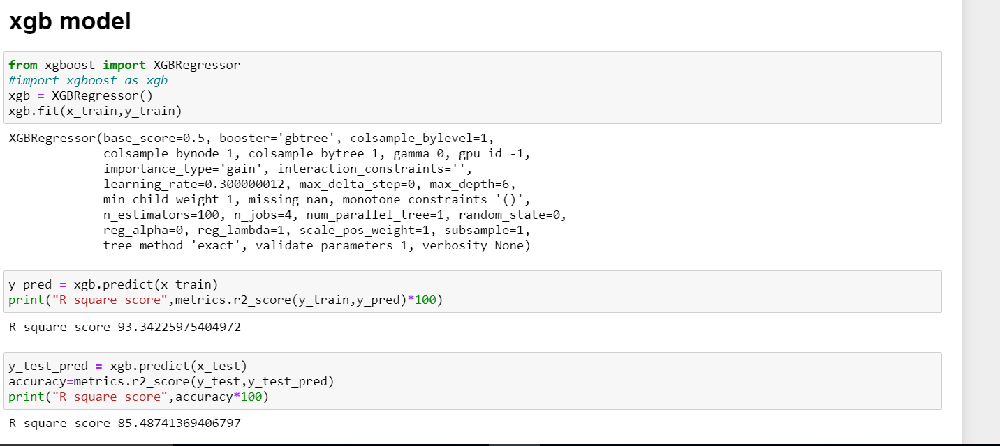 xgb model
from xgboost import XGBRegressor
#import xgboost as xgb
xgb = XGBRegressor()
xgb.fit(x_train,y_train)
XGBRegressor(base_score=0.5, booster='gbtree', colsample_bylevel=1,
             colsample_bynode=1, colsample_bytree=1, gamma=0, gpu_id=-1,
             importance_type='gain', interaction_constraints='',
             learning_rate=0.300000012, max_delta_step=0, max_depth=6,
             min_child_weight=1, missing=nan, monotone_constraints='()',
             n_estimators=100, n_jobs=4, num_parallel_tree=1, random_state=0,
             reg_alpha=0, reg_lambda=1, scale_pos_weight=1, subsample=1,
             tree_method='exact', validate_parameters=1, verbosity=None)
y_pred = xgb.predict(x_train)
print("R square score",metrics.r2_score(y_train,y_pred)*100)
R square score 93.34225975404972
y_test_pred = xgb.predict(x_test)
accuracy=metrics.r2_score(y_test,y_test_pred)
print("R square score",accuracy*100)
R square score 85.48741369406797